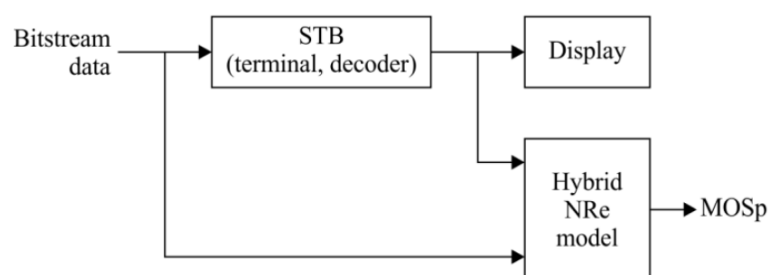 Bitstream
data
STB
(terminal, decoder)
Display
Hybrid
NRe
model
MOSp